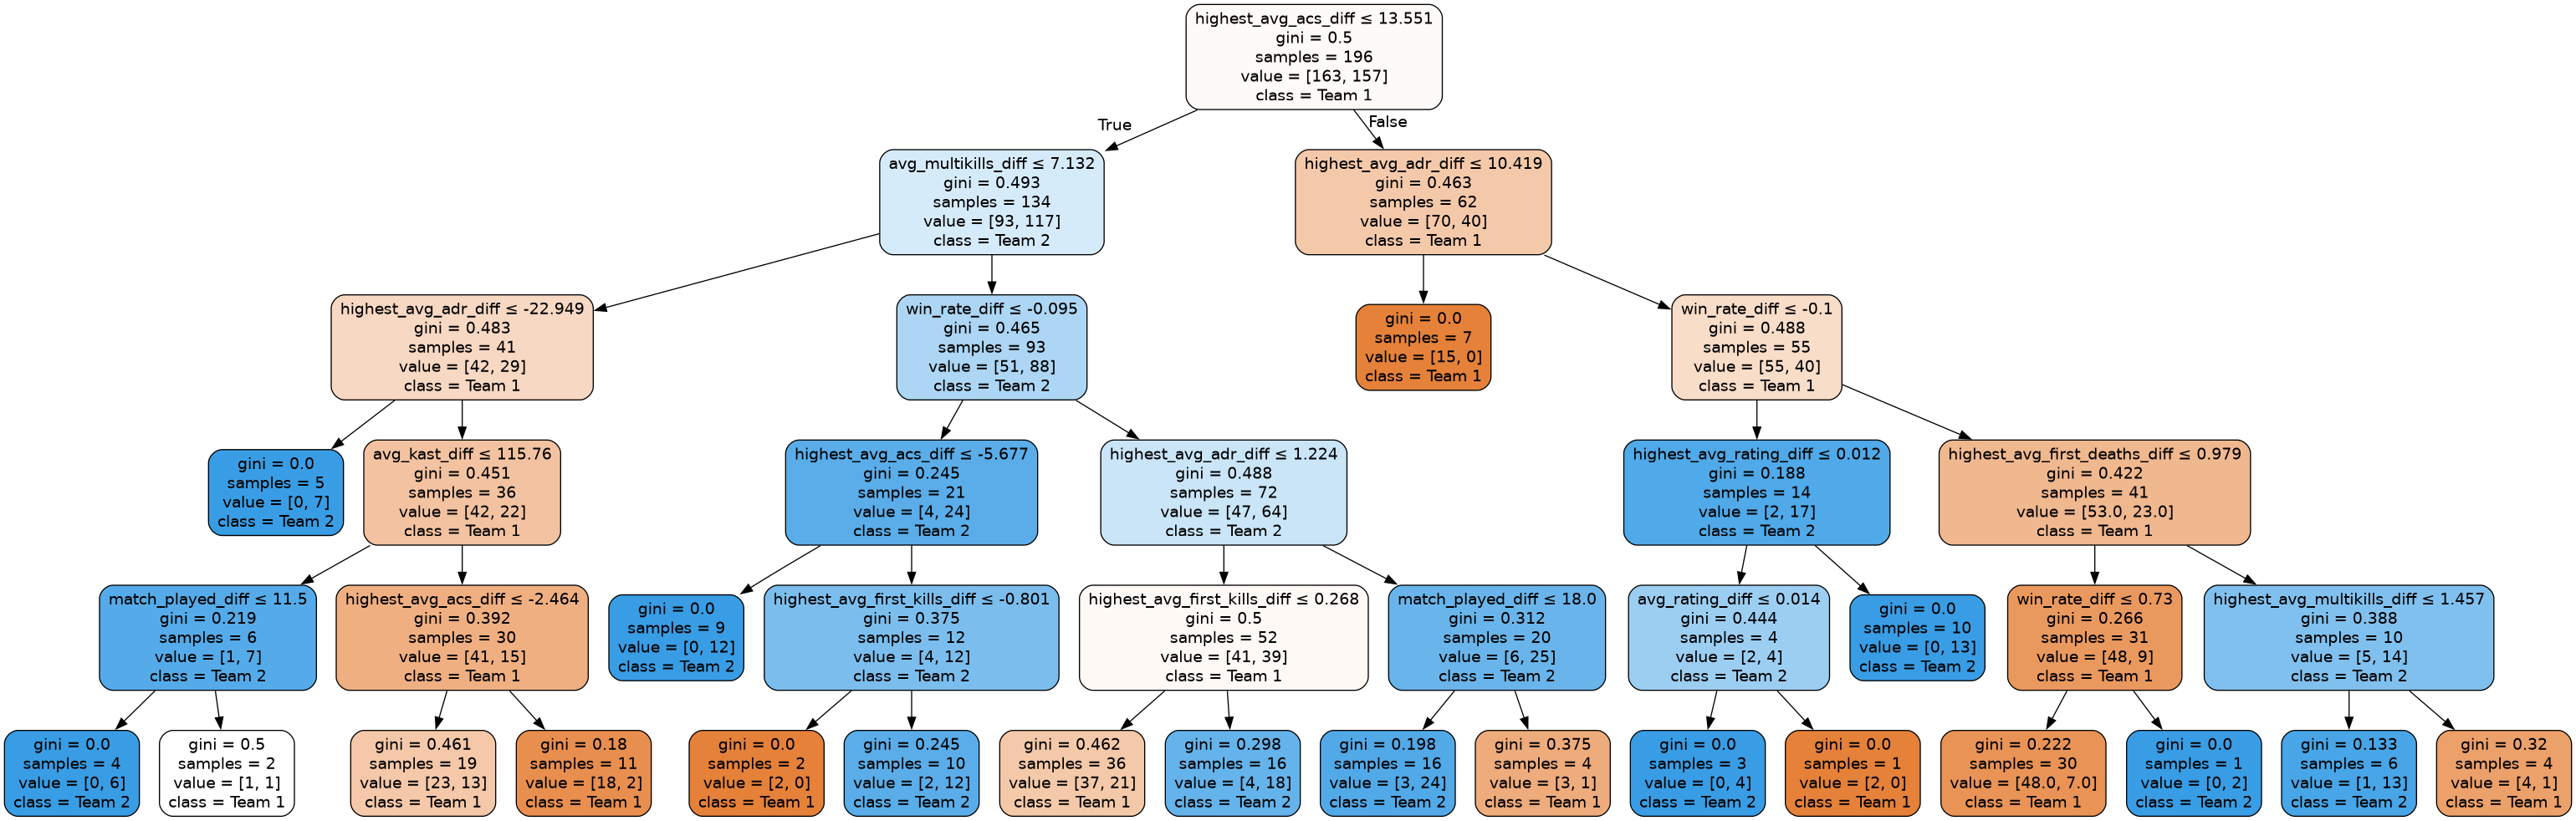 highest_avg_acs_diff ≤ 13.551
gini = 0.5
samples = 196
value = [163, 157]
class = Team 1
True
False
avg_multikills_diff ≤ 7.132
gini = 0.493
samples = 134
value = [93, 117]
class = Team 2
highest_avg_adr_diff ≤ 10.419
gini = 0.463
samples = 62
value = [70, 40]
class = Team 1
highest_avg_adr_diff ≤ -22.949
gini = 0.483
samples = 41
value = [42, 29]
class = Team 1
win_rate_diff ≤ -0.095
gini = 0.465
samples = 93
value = [51, 88]
class = Team 2
gini = 0.0
samples = 7
value = [15, 0]
class = Team 1
win_rate_diff ≤ -0.1
gini = 0.488
samples = 55
value = [55, 40]
class = Team 1
gini = 0.0
samples = 5
value = [0, 7]
class = Team 2
avg_kast_diff ≤ 115.76
gini = 0.451
samples = 36
value = [42, 22]
class = Team 1
highest_avg_acs_diff ≤ -5.677
gini = 0.245
samples = 21
value = [4, 24]
class = Team 2
highest_avg_adr_diff ≤ 1.224
gini = 0.488
samples = 72
value = [47, 64]
class = Team 2
highest_avg_rating_diff ≤ 0.012
gini = 0.188
samples = 14
value = [2, 17]
class = Team 2
highest_avg_first_deaths_diff ≤ 0.979
gini = 0.422
samples = 41
value = [53.0, 23.0]
class = Team 1
match_played_diff ≤ 11.5
gini = 0.219
samples = 6
value = [1, 7]
class = Team 2
highest_avg_acs_diff ≤ -2.464
gini = 0.392
samples = 30
value = [41, 15]
class = Team 1
gini = 0.0
samples = 9
value = [0, 12]
class = Team 2
highest_avg_first_kills_diff ≤ -0.801
gini = 0.375
samples = 12
value = [4, 12]
class = Team 2
highest_avg_first_kills_diff ≤ 0.268
gini = 0.5
samples = 52
value = [41, 39]
class = Team 1
match_played_diff ≤ 18.0
gini = 0.312
samples = 20
value = [6, 25]
class = Team 2
avg_rating_diff ≤ 0.014
gini = 0.444
samples = 4
value = [2, 4]
class = Team 2
gini = 0.0
samples = 10
value = [0, 13]
class = Team 2
win_rate_diff ≤ 0.73
gini = 0.266
samples = 31
value = [48, 9]
class = Team 1
highest_avg_multikills_diff ≤ 1.457
gini = 0.388
samples = 10
value = [5, 14]
class = Team 2
gini = 0.0
samples = 4
value = [0, 6]
class = Team 2
gini = 0.5
samples = 2
value = [1, 1]
class = Team 1
gini = 0.461
samples = 19
value = [23, 13]
class = Team 1
gini = 0.18
samples = 11
value = [18, 2]
class = Team 1
gini = 0.0
samples = 2
value = [2, 0]
class = Team 1
gini = 0.245
samples = 10
value = [2, 12]
class = Team 2
gini = 0.462
samples = 36
value = [37, 21]
class = Team 1
gini = 0.298
samples = 16
value = [4, 18]
class = Team 2
gini = 0.198
samples = 16
value = [3, 24]
class = Team 2
gini = 0.375
samples = 4
value = [3, 1]
class = Team 1
gini = 0.0
samples = 3
value = [0, 4]
class = Team 2
gini = 0.0
samples = 1
value = [2, 0]
class = Team 1
gini = 0.222
samples = 30
value = [48.0, 7.0]
class = Team 1
gini = 0.0
samples = 1
value = [0, 2]
class = Team 2
gini = 0.133
samples = 6
value = [1, 13]
class = Team 2
gini = 0.32
samples = 4
value = [4, 1]
class = Team 1